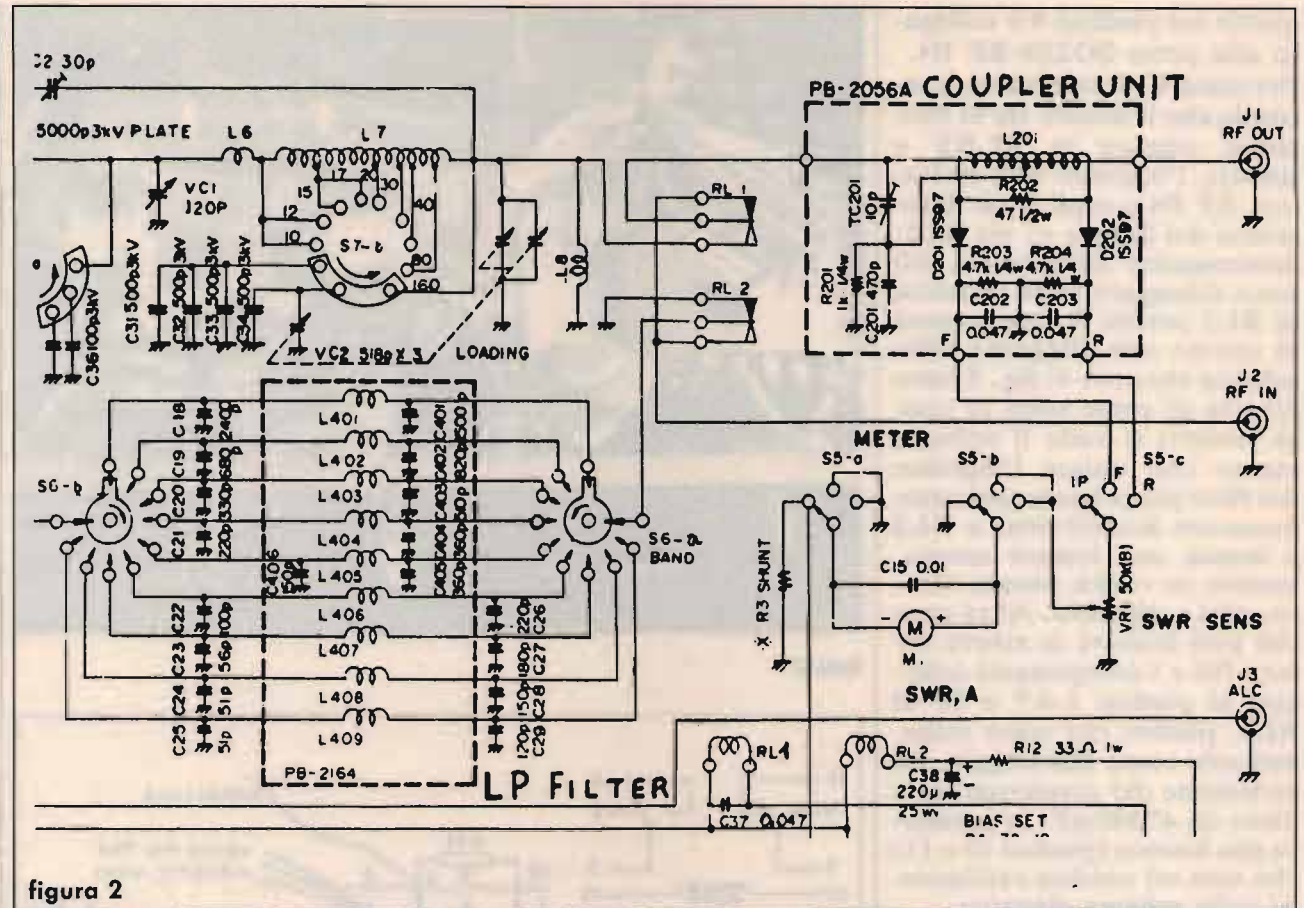 C2 30p
5000p3kV PLATE
L6
L7
VC1
120P
17
20
30
15
40
12
10
S7-b
80
160
C31 500p3kV
C32 500p3kV
C33 500p3kV
C34 500p3kV
C36100p3kV
VC2 518p X 3
LOADING
L8
RL 1
RL 2
PB-2056A COUPLER UNIT
L201
R202
47 1/2w
TC201
10p
D201 1SS97
D202
1SS97
R203
4.7k 1/4w
R204
4.7k 1/4
w
R201
1k 1/4w
C201 470p
C202
0.047
C203
0.047
F
R
J1
RF OUT
J2
RF IN
METER
S5-a
S5-b
S5-c
IP
F
R
S6-b
C18
2400
p
C19
680
p
C20
330p
C21
220p
L401
L402
L403
L404
L405
L406
L407
L408
L409
C406
150p
C401
1500p
C402
820p
C403
510p
C404
360p
C405
360p
S6-a
BAND
C22
100p
C23
56p
C24
51p
C25
51p
220p
C26
180p
C27
150p
C28
120p
C29
PB-2164
LP FILTER
R3 SHUNT
C15 0.01
- M +
M.
VR1 50k(B)
SWR SENS
SWR, A
J3
ALC
RL1
RL2
R12 33Ω 1w
C38
220µ
25wv
+
-
C37 0.047
BIAS SET
figura 2